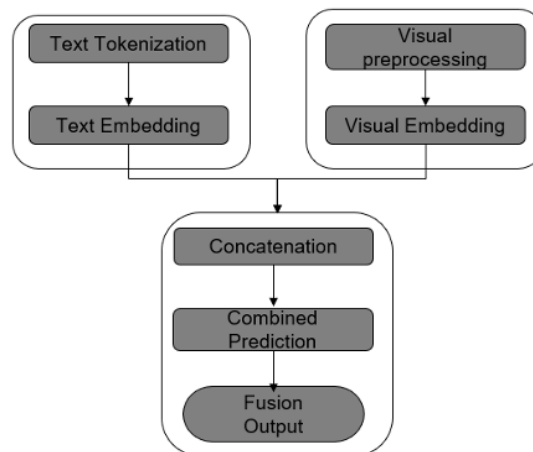 Text Tokenization
Text Embedding
Visual
preprocessing
Visual Embedding
Concatenation
Combined
Prediction
Fusion
Output